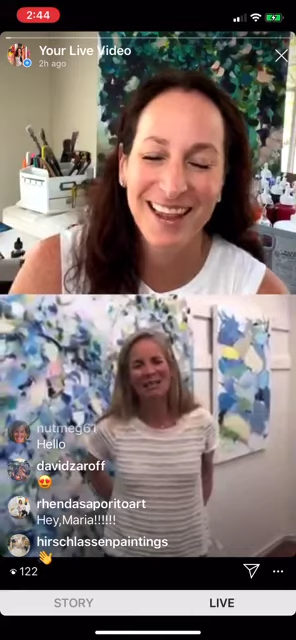 2:44
Your Live Video
2h ago
nutmeg61
Hello
davidzaroff
😍
rhendasaporitoart
Hey,Maria!!!!!!
hirschlassenpaintings
👋
122
STORY
LIVE